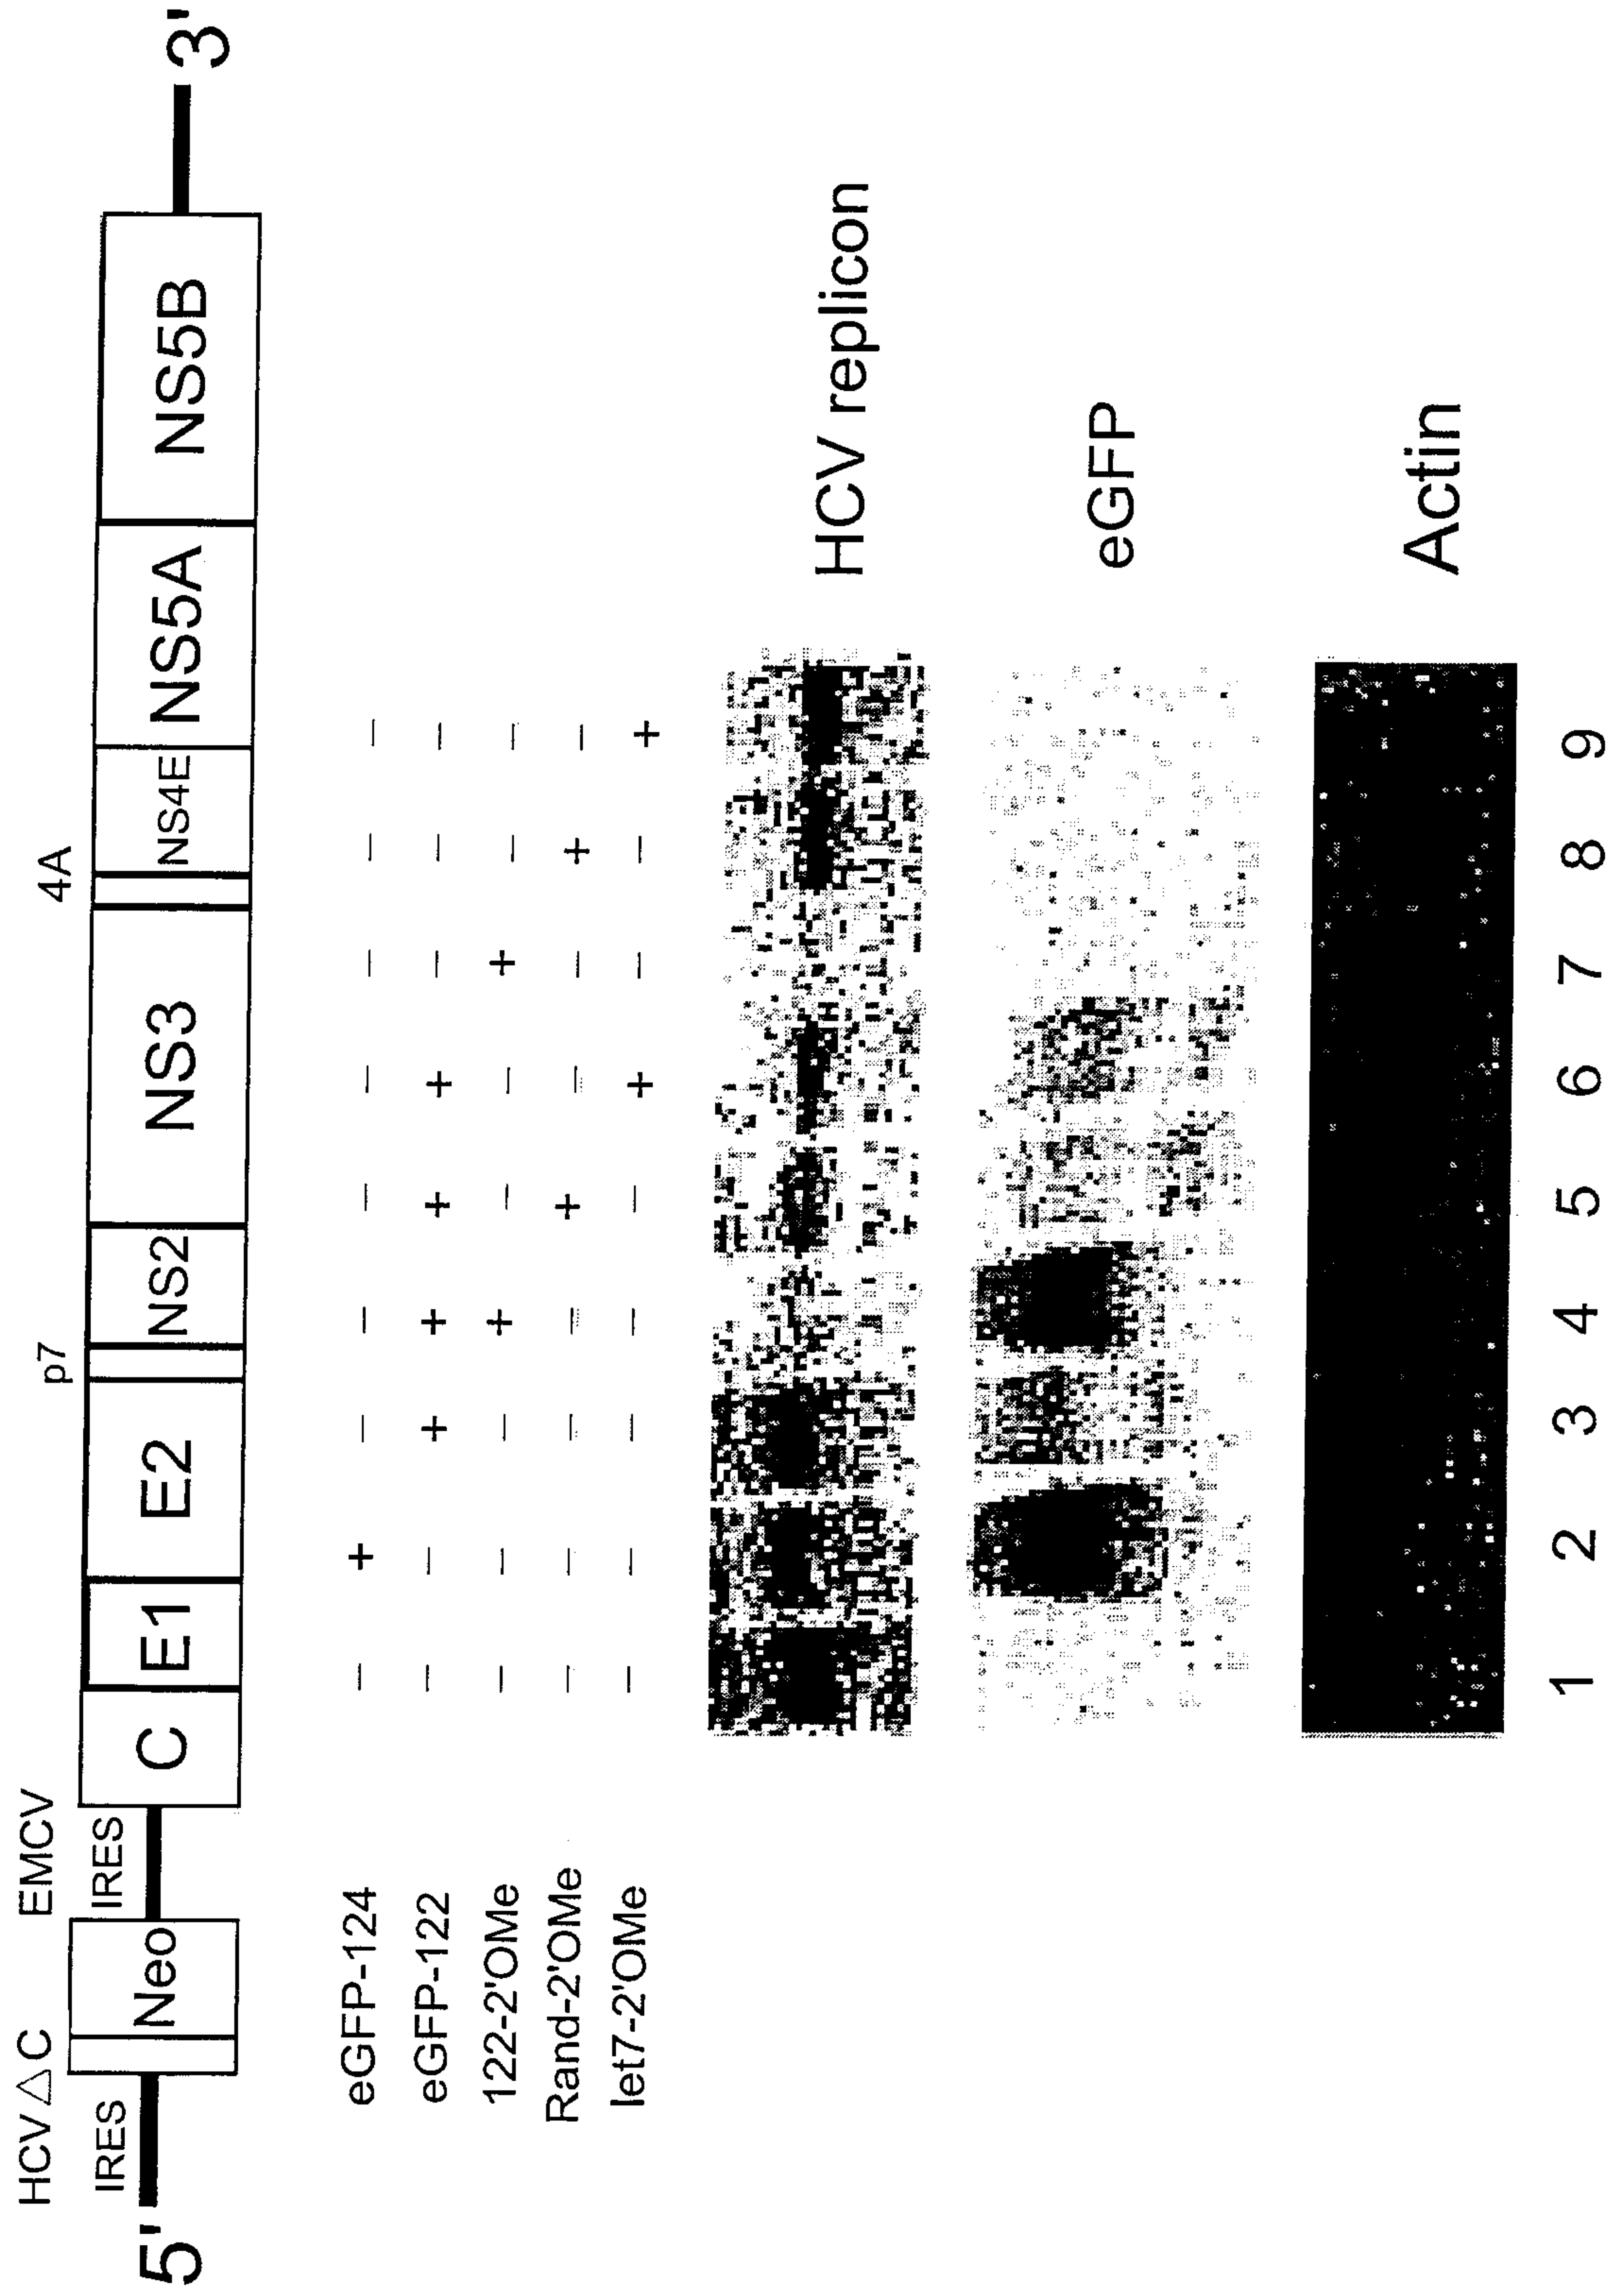 HCV△C EMCV p7 4A
IRES IRES
5' Neo C E1 E2 NS2 NS3 NS4E NS5A NS5B 3'
eGFP-124 − + − − − − − − −
eGFP-122 − − + + + + − − −
122-2'OMe − − − + − − + − −
Rand-2'OMe − − − − + − − + −
let7-2'OMe − − − − − + − − +
HCV replicon
eGFP
Actin
1 2 3 4 5 6 7 8 9